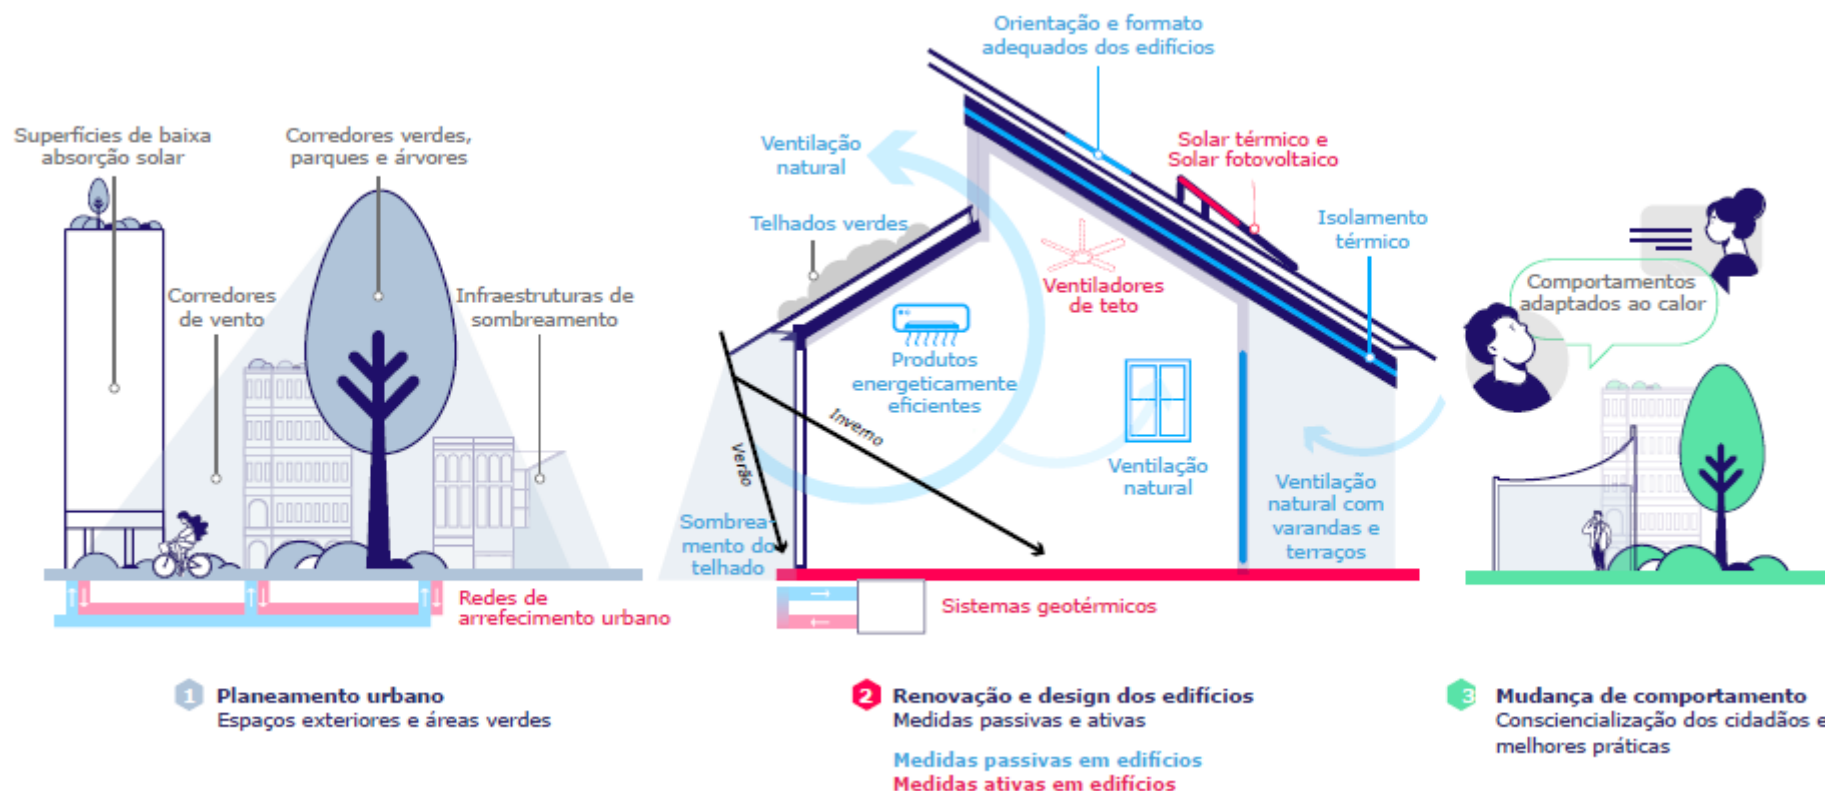 Superfícies de baixa
absorção solar
Corredores verdes,
parques e árvores
Corredores
de vento
Infraestruturas de
sombreamento
Redes de
arrefecimento urbano
1 Planeamento urbano
Espaços exteriores e áreas verdes
Orientação e formato
adequados dos edifícios
Ventilação
natural
Solar térmico e
Solar fotovoltaico
Telhados verdes
Isolamento
térmico
Ventiladores
de teto
Produtos
energeticamente
eficientes
Inverno
Verão
Ventilação
natural
Ventilação
natural com
varandas e
terraços
Sombrea-
mento do
telhado
Sistemas geotérmicos
2 Renovação e design dos edifícios
Medidas passivas e ativas
Medidas passivas em edifícios
Medidas ativas em edifícios
Comportamentos
adaptados ao calor
3 Mudança de comportamento
Consciencialização dos cidadãos e
melhores práticas